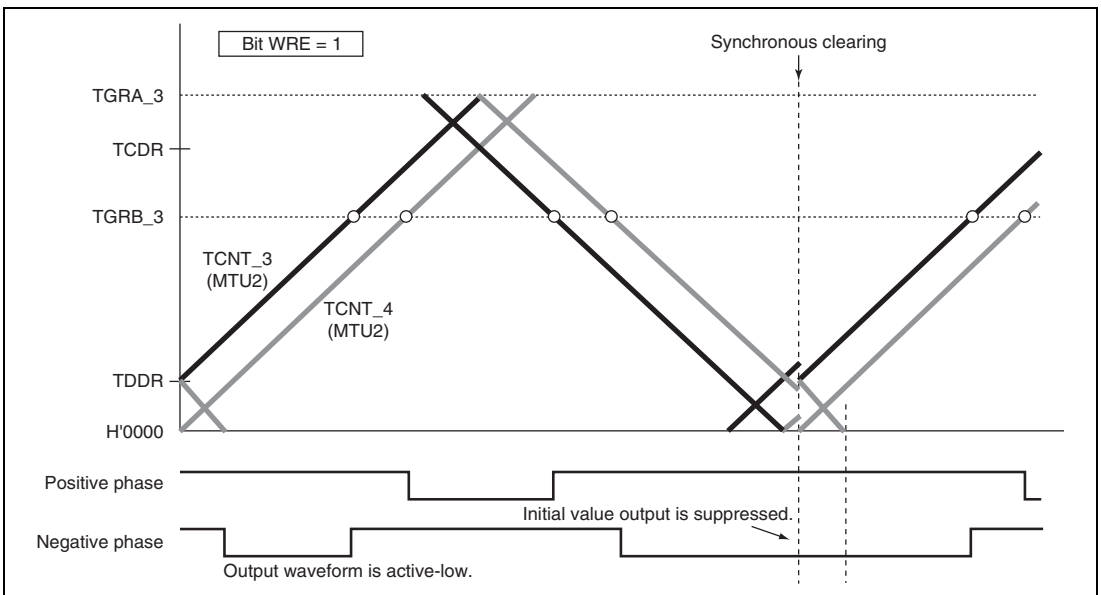 Bit WRE = 1
Synchronous clearing
TGRA_3
TCDR
TGRB_3
TCNT_3
(MTU2)
TCNT_4
(MTU2)
TDDR
H'0000
Positive phase
Initial value output is suppressed.
Negative phase
Output waveform is active-low.